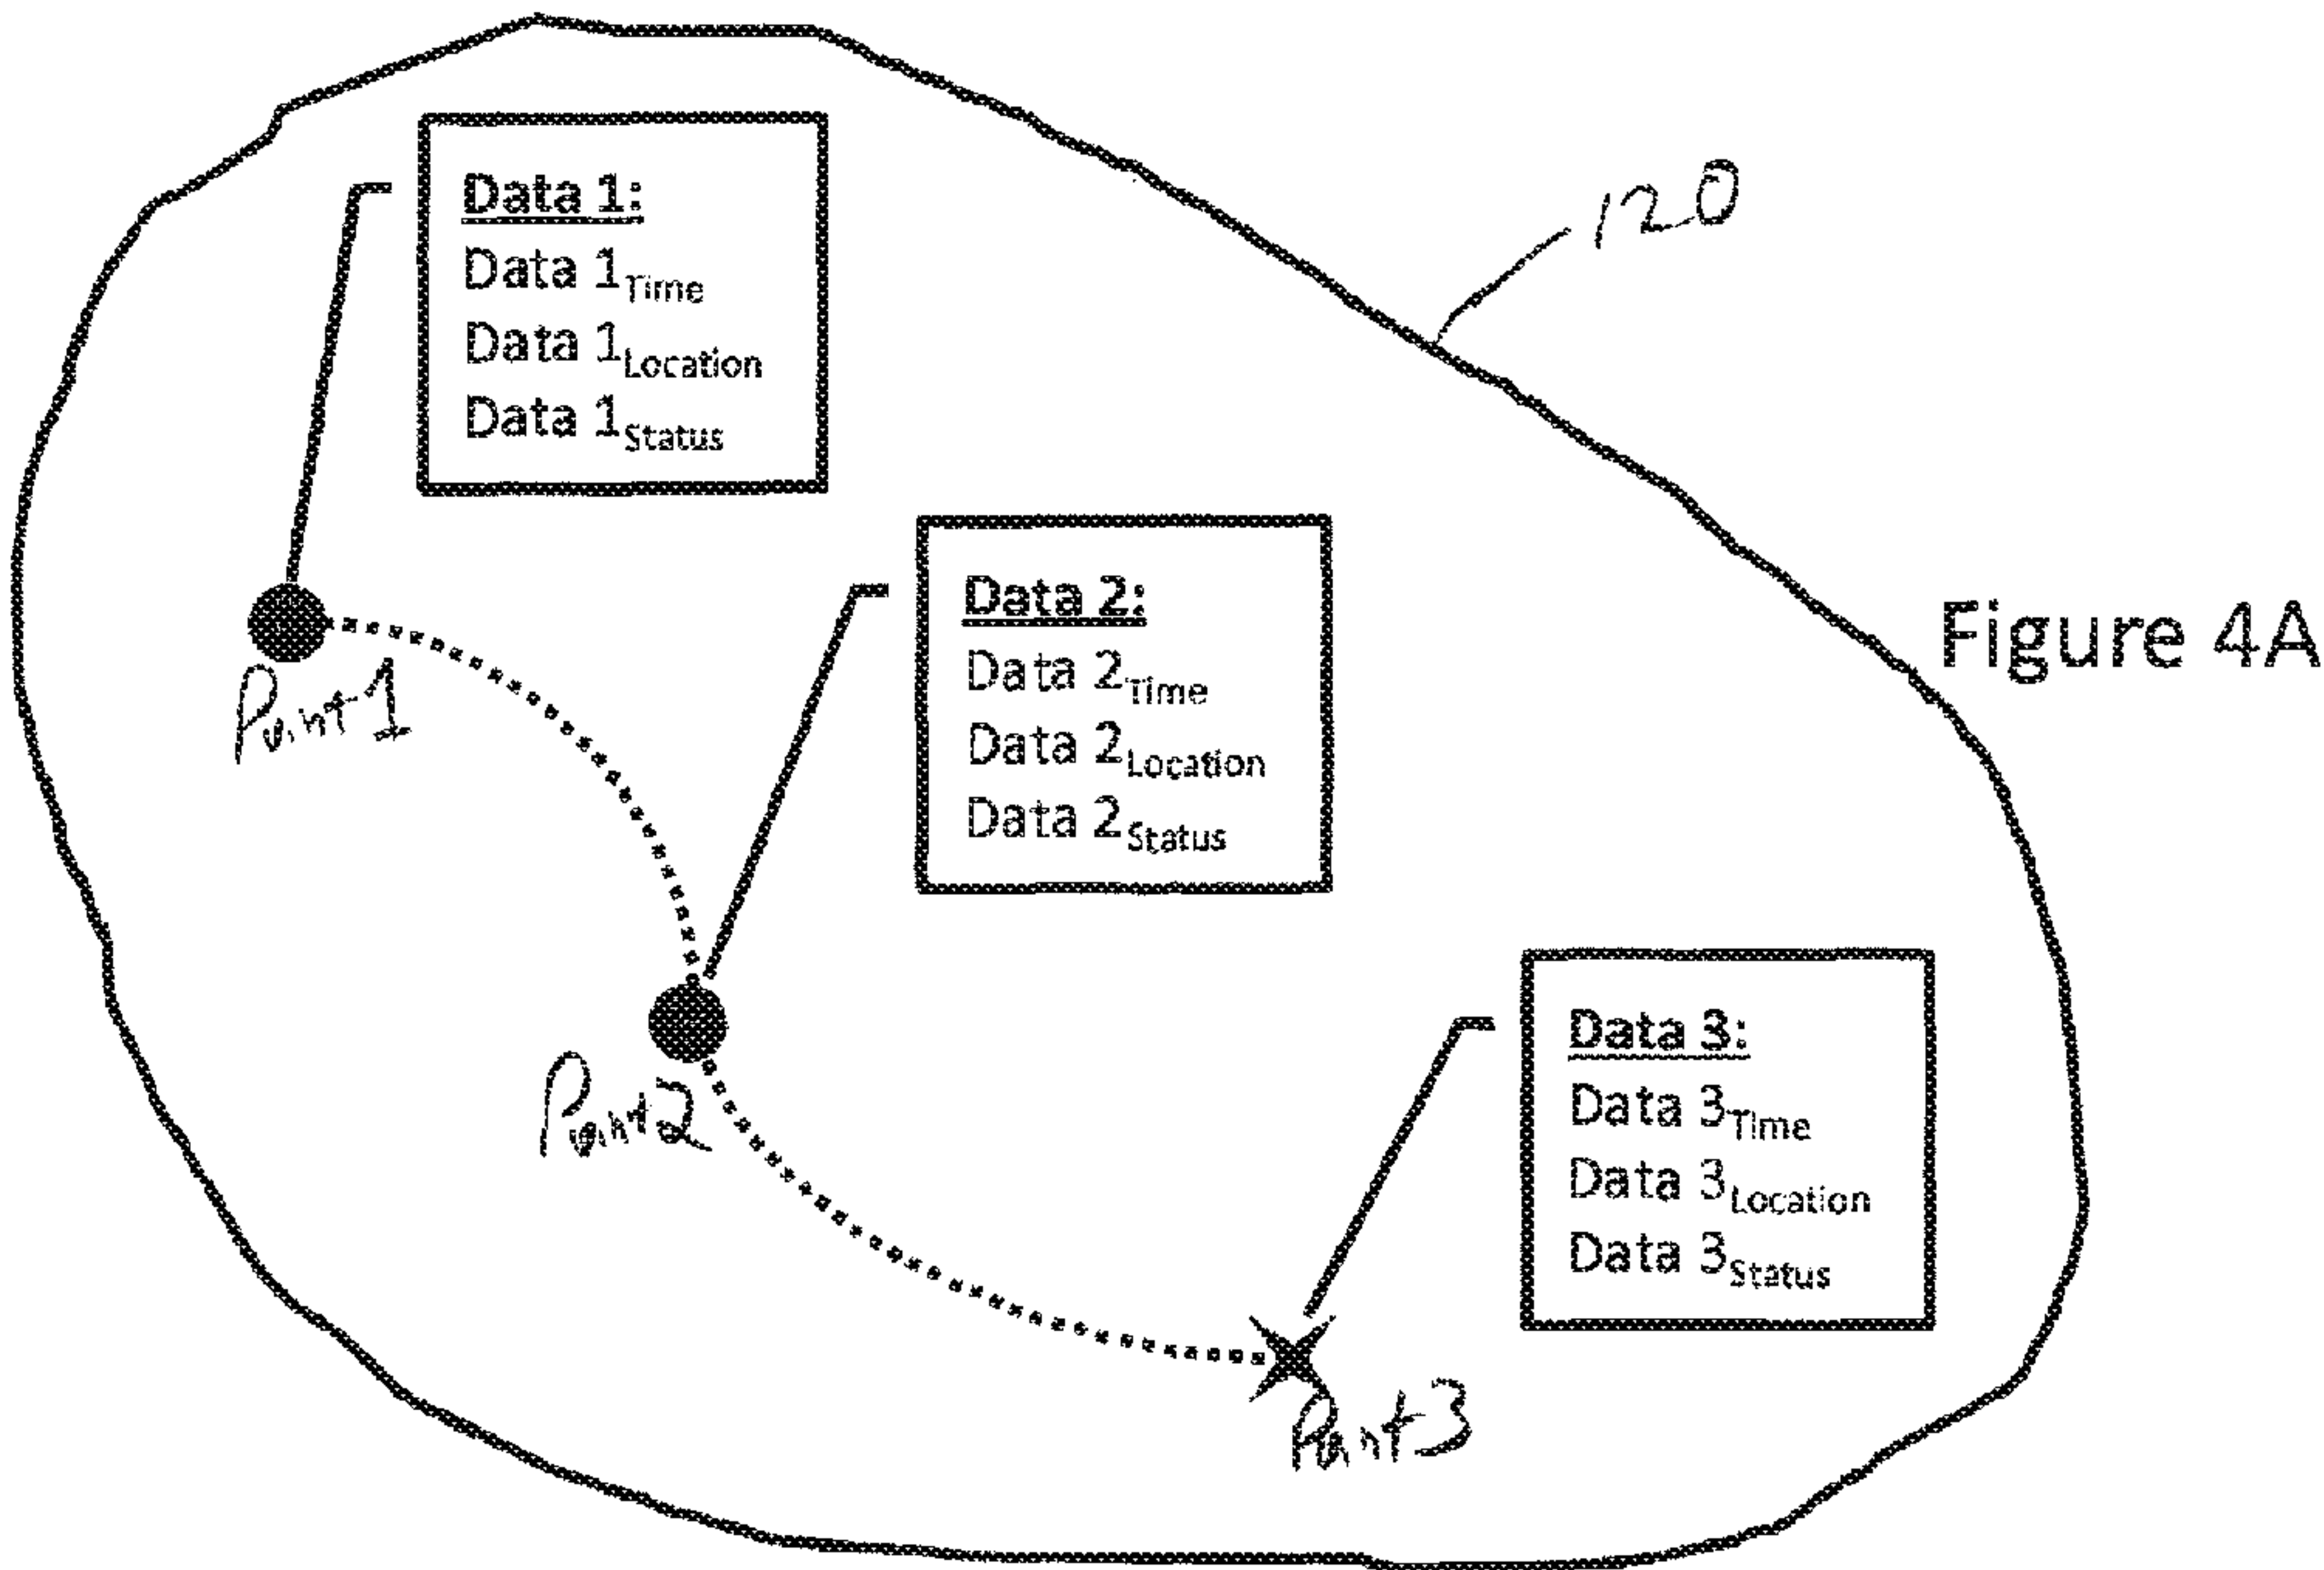 Data 1:
Data 1Time
Data 1Location
Data 1Status
120
Data 2:
Data 2Time
Data 2Location
Data 2Status
Figure 4A
Point 1
Point 2
Data 3:
Data 3Time
Data 3Location
Data 3Status
Point 3